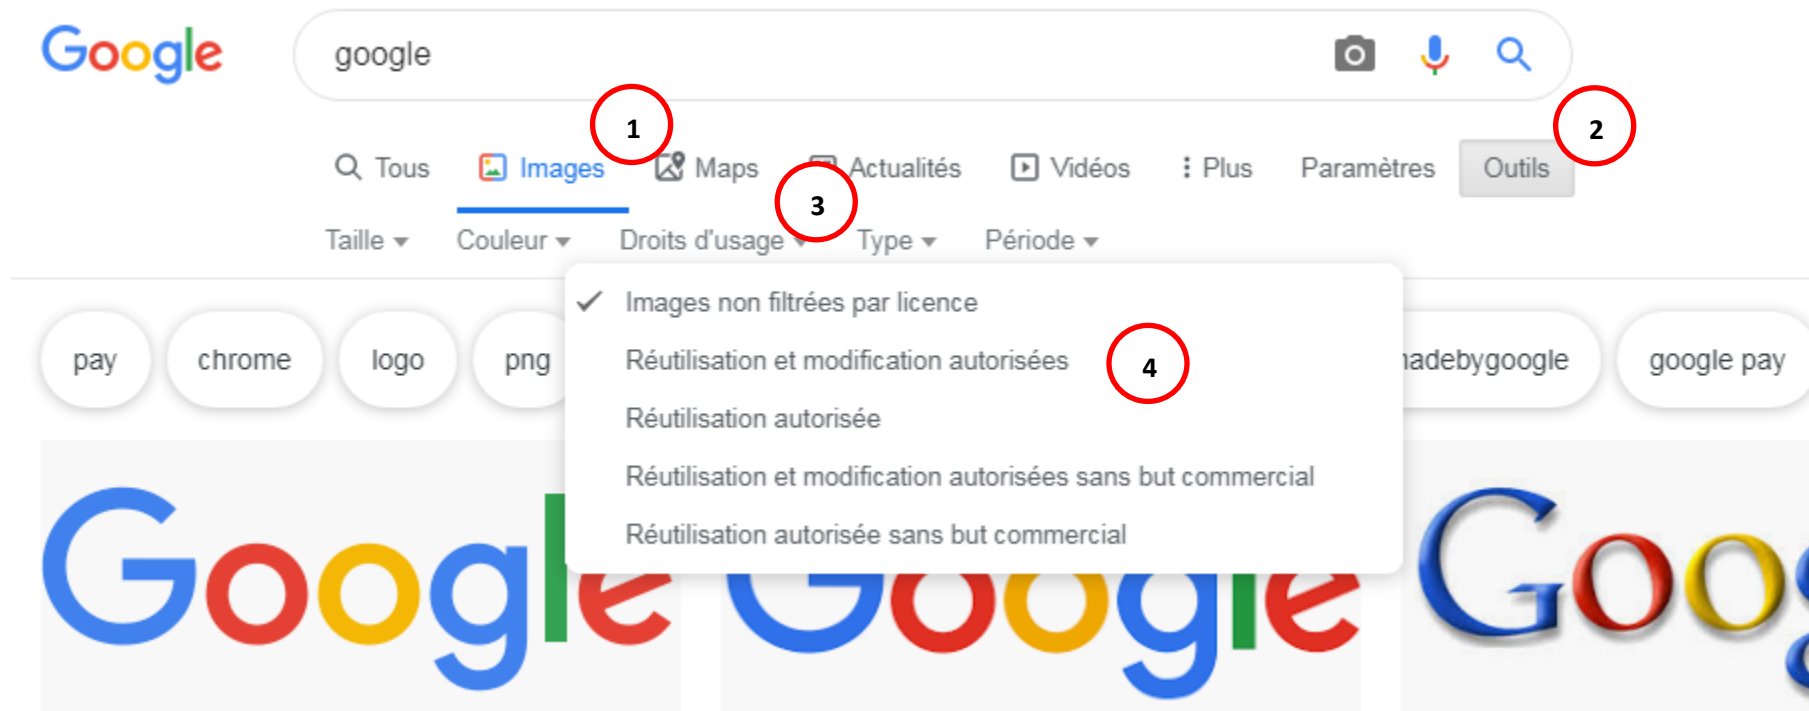 Google google
1 2
Tous Images Maps Actualités Vidéos Plus Paramètres Outils
3
Taille Couleur Droits d'usage Type Période
Images non filtrées par licence
Réutilisation et modification autorisées 4
pay chrome logo png adebygoogle google pay
Réutilisation autorisée
Réutilisation et modification autorisées sans but commercial
Réutilisation autorisée sans but commercial
Google Google Goog